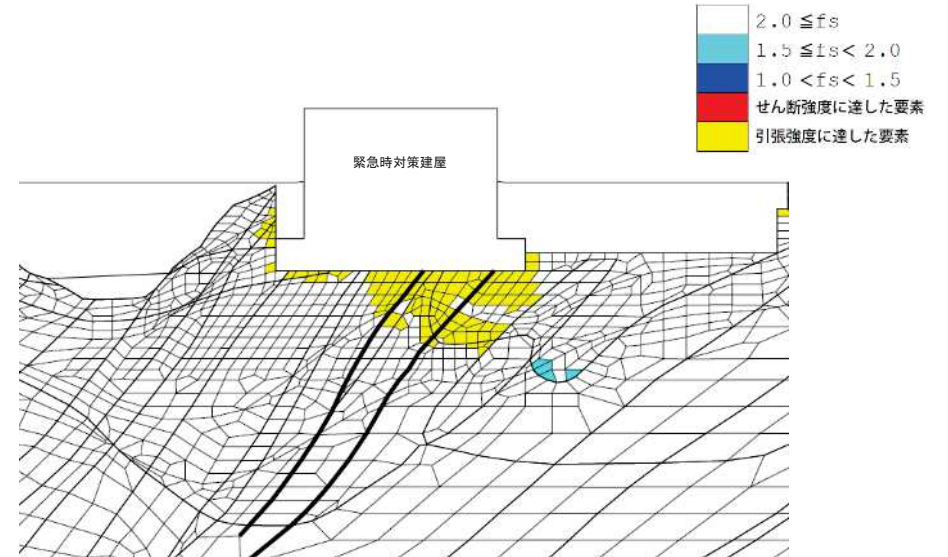 2.0 ≦fs
1.5 ≦fs< 2.0
1.0 <fs< 1.5
せん断強度に達した要素
引張強度に達した要素
緊急時対策建屋